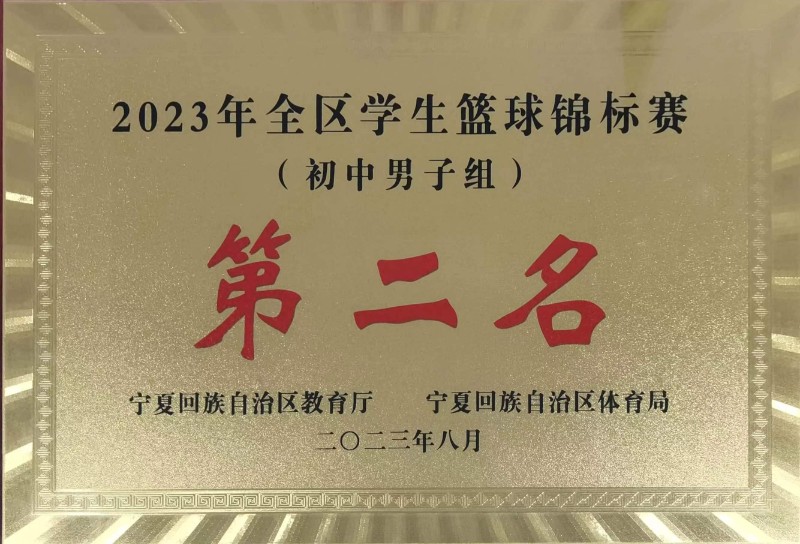 2023年全区学生篮球锦标赛
（初中男子组）
第二名
宁夏回族自治区教育厅 宁夏回族自治区体育局
二〇二三年八月